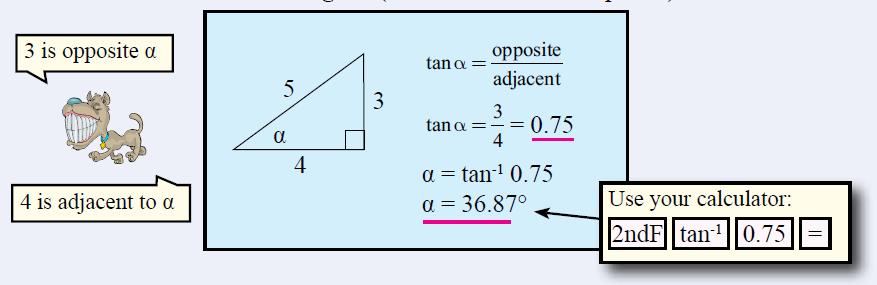 3 is opposite α
5
3
α
4
4 is adjacent to α
tan α = opposite/adjacent
tan α = 3/4 = 0.75
α = tan⁻¹ 0.75
α = 36.87°
Use your calculator:
2ndF tan⁻¹ 0.75 =